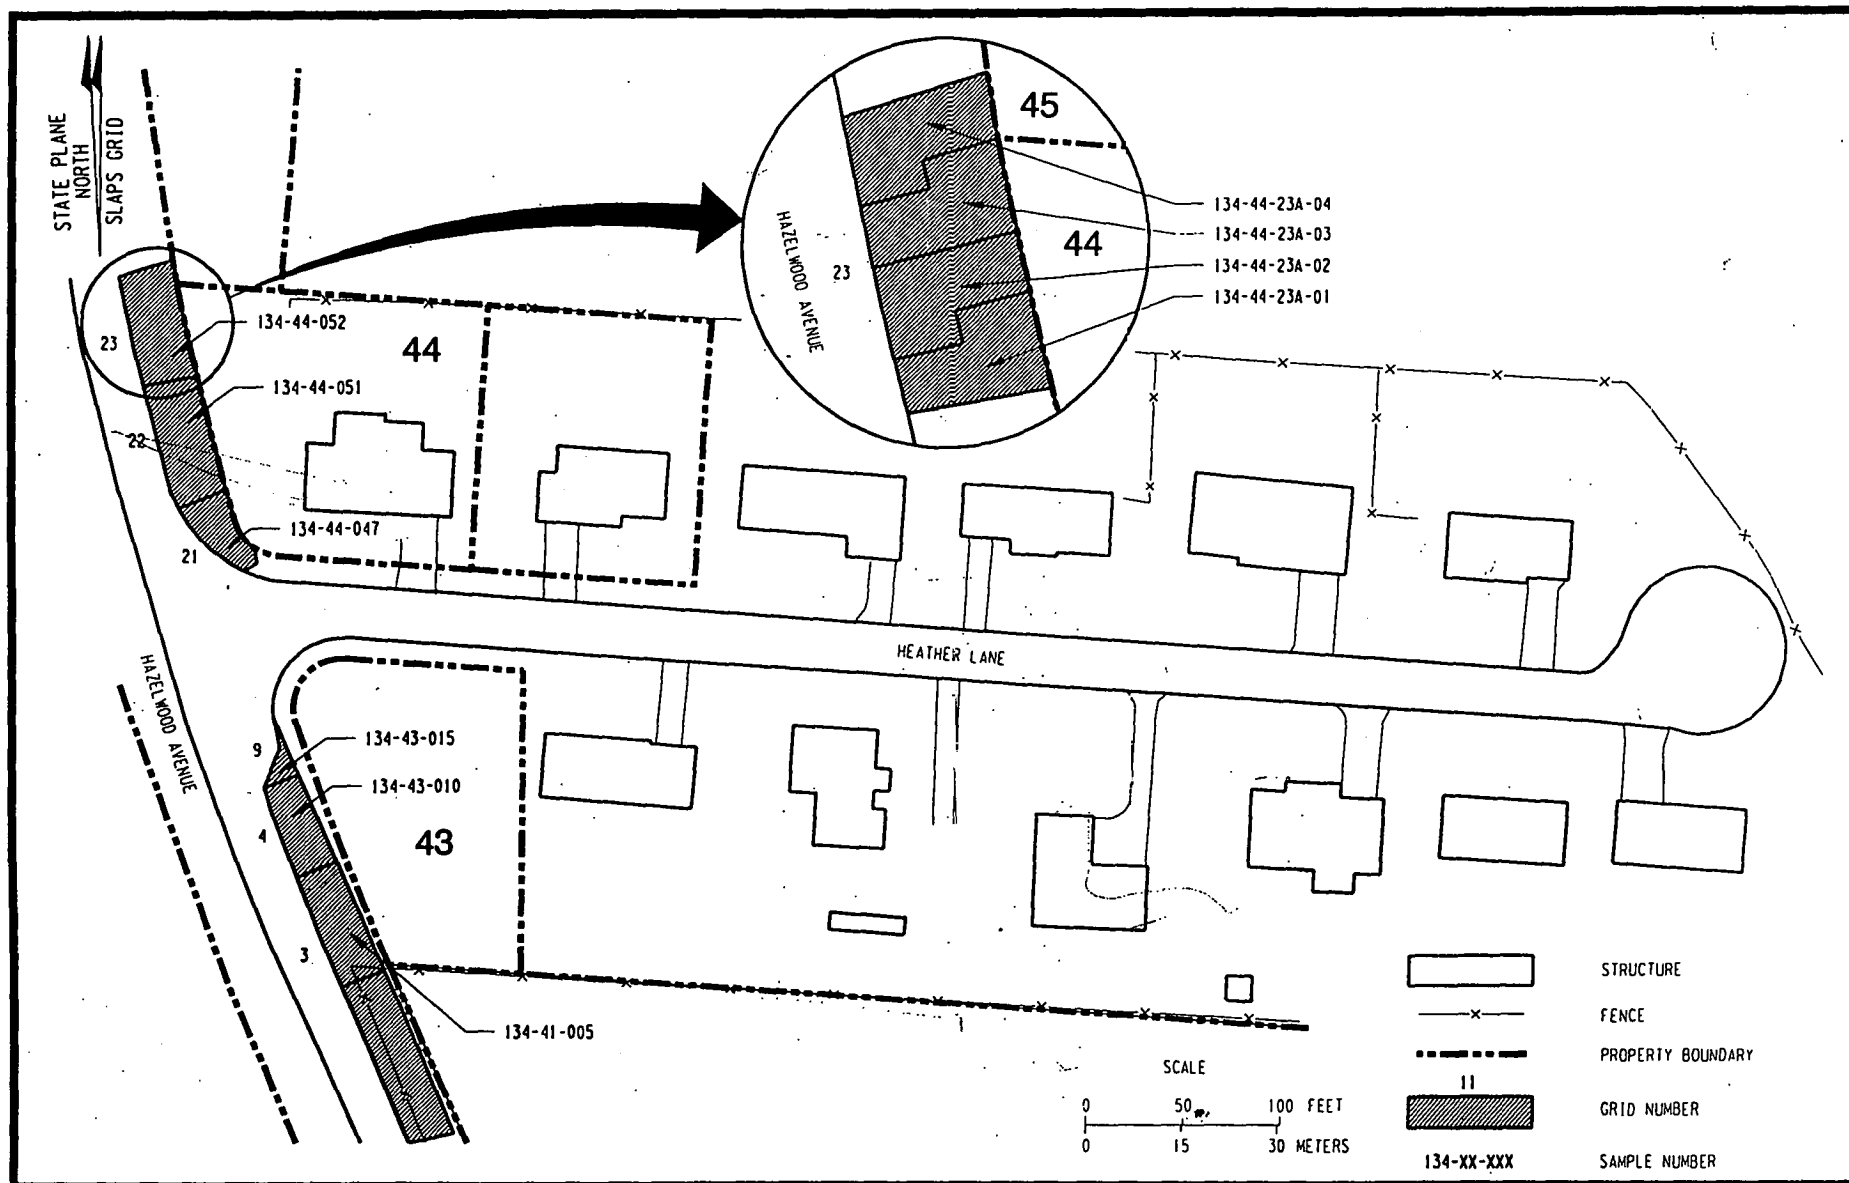 STATE PLANE
NORTH
SLAPS GRID
45
44
HAZELWOOD AVENUE
23
134-44-23A-04
134-44-23A-03
134-44-23A-02
134-44-23A-01
23
134-44-052
44
134-44-051
22
134-44-047
21
HEATHER LANE
HAZELWOOD AVENUE
9
134-43-015
134-43-010
4
43
3
134-41-005
STRUCTURE
FENCE
PROPERTY BOUNDARY
11
GRID NUMBER
134-XX-XXX
SAMPLE NUMBER
SCALE
0 50 100 FEET
0 15 30 METERS